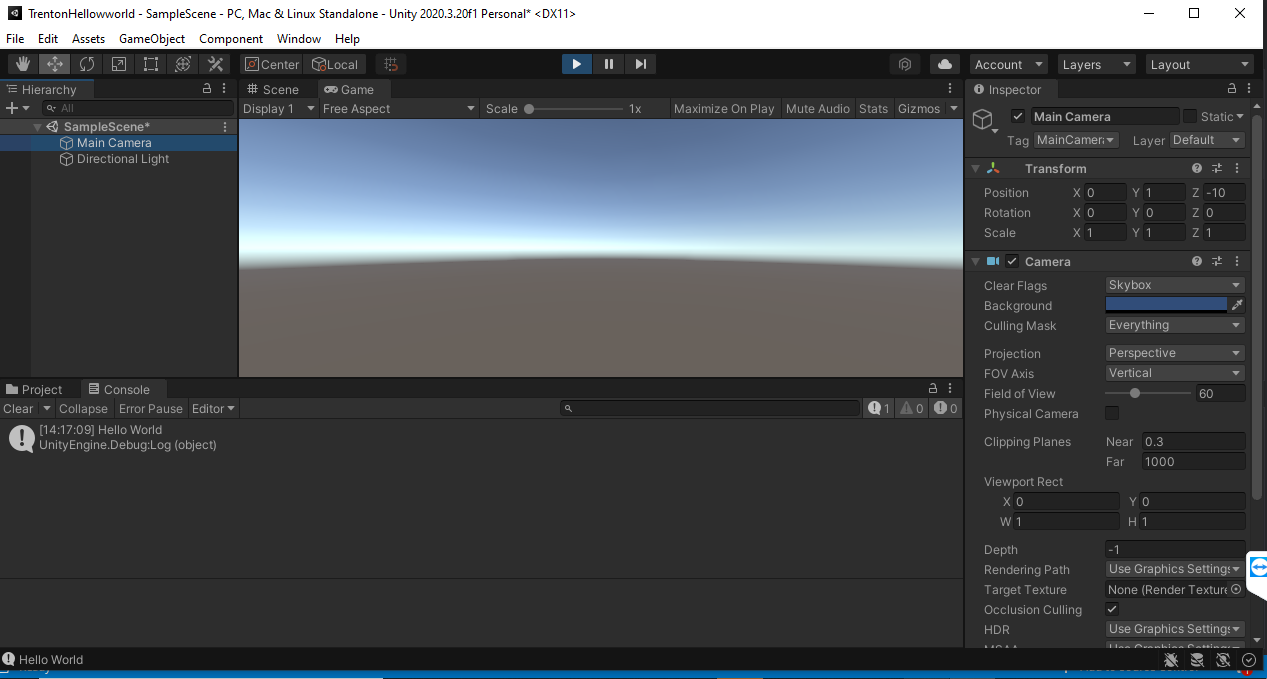 TrentonHellowworld - SampleScene - PC, Mac & Linux Standalone - Unity 2020.3.20f1 Personal* <DX11>
File Edit Assets GameObject Component Window Help
Center Local Account Layers Layout
Hierarchy
All
SampleScene*
Main Camera
Directional Light
Scene Game
Display 1 Free Aspect Scale 1x Maximize On Play Mute Audio Stats Gizmos
Project Console
Clear Collapse Error Pause Editor 1 0 0
[14:17:09] Hello World
UnityEngine.Debug:Log (object)
Inspector
Main Camera Static
Tag MainCamera Layer Default
Transform
Position X 0 Y 1 Z -10
Rotation X 0 Y 0 Z 0
Scale X 1 Y 1 Z 1
Camera
Clear Flags Skybox
Background
Culling Mask Everything
Projection Perspective
FOV Axis Vertical
Field of View 60
Physical Camera
Clipping Planes Near 0.3
Far 1000
Viewport Rect
X 0 Y 0
W 1 H 1
Depth -1
Rendering Path Use Graphics Settings
Target Texture None (Render Texture
Occlusion Culling
HDR Use Graphics Settings
Hello World